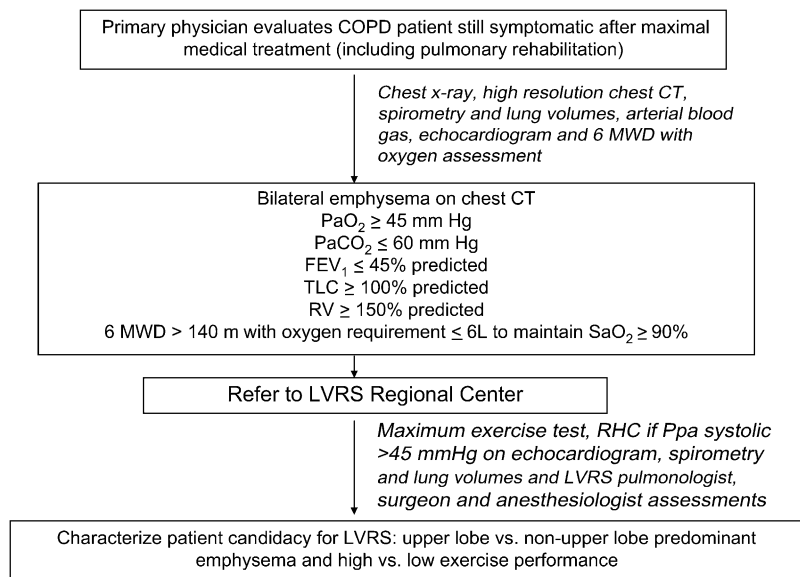 Primary physician evaluates COPD patient still symptomatic after maximal
medical treatment (including pulmonary rehabilitation)
Chest x-ray, high resolution chest CT,
spirometry and lung volumes, arterial blood
gas, echocardiogram and 6 MWD with
oxygen assessment
Bilateral emphysema on chest CT
PaO₂ ≥ 45 mm Hg
PaCO₂ ≤ 60 mm Hg
FEV₁ ≤ 45% predicted
TLC ≥ 100% predicted
RV ≥ 150% predicted
6 MWD > 140 m with oxygen requirement ≤ 6L to maintain SaO₂ ≥ 90%
Refer to LVRS Regional Center
Maximum exercise test, RHC if Ppa systolic
>45 mmHg on echocardiogram, spirometry
and lung volumes and LVRS pulmonologist,
surgeon and anesthesiologist assessments
Characterize patient candidacy for LVRS: upper lobe vs. non-upper lobe predominant
emphysema and high vs. low exercise performance